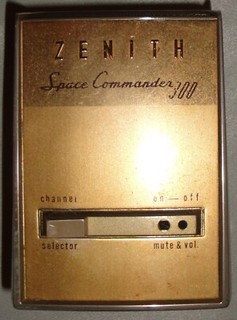 ZENITH
Space Commander 300
channel on — off
selector mute & vol.